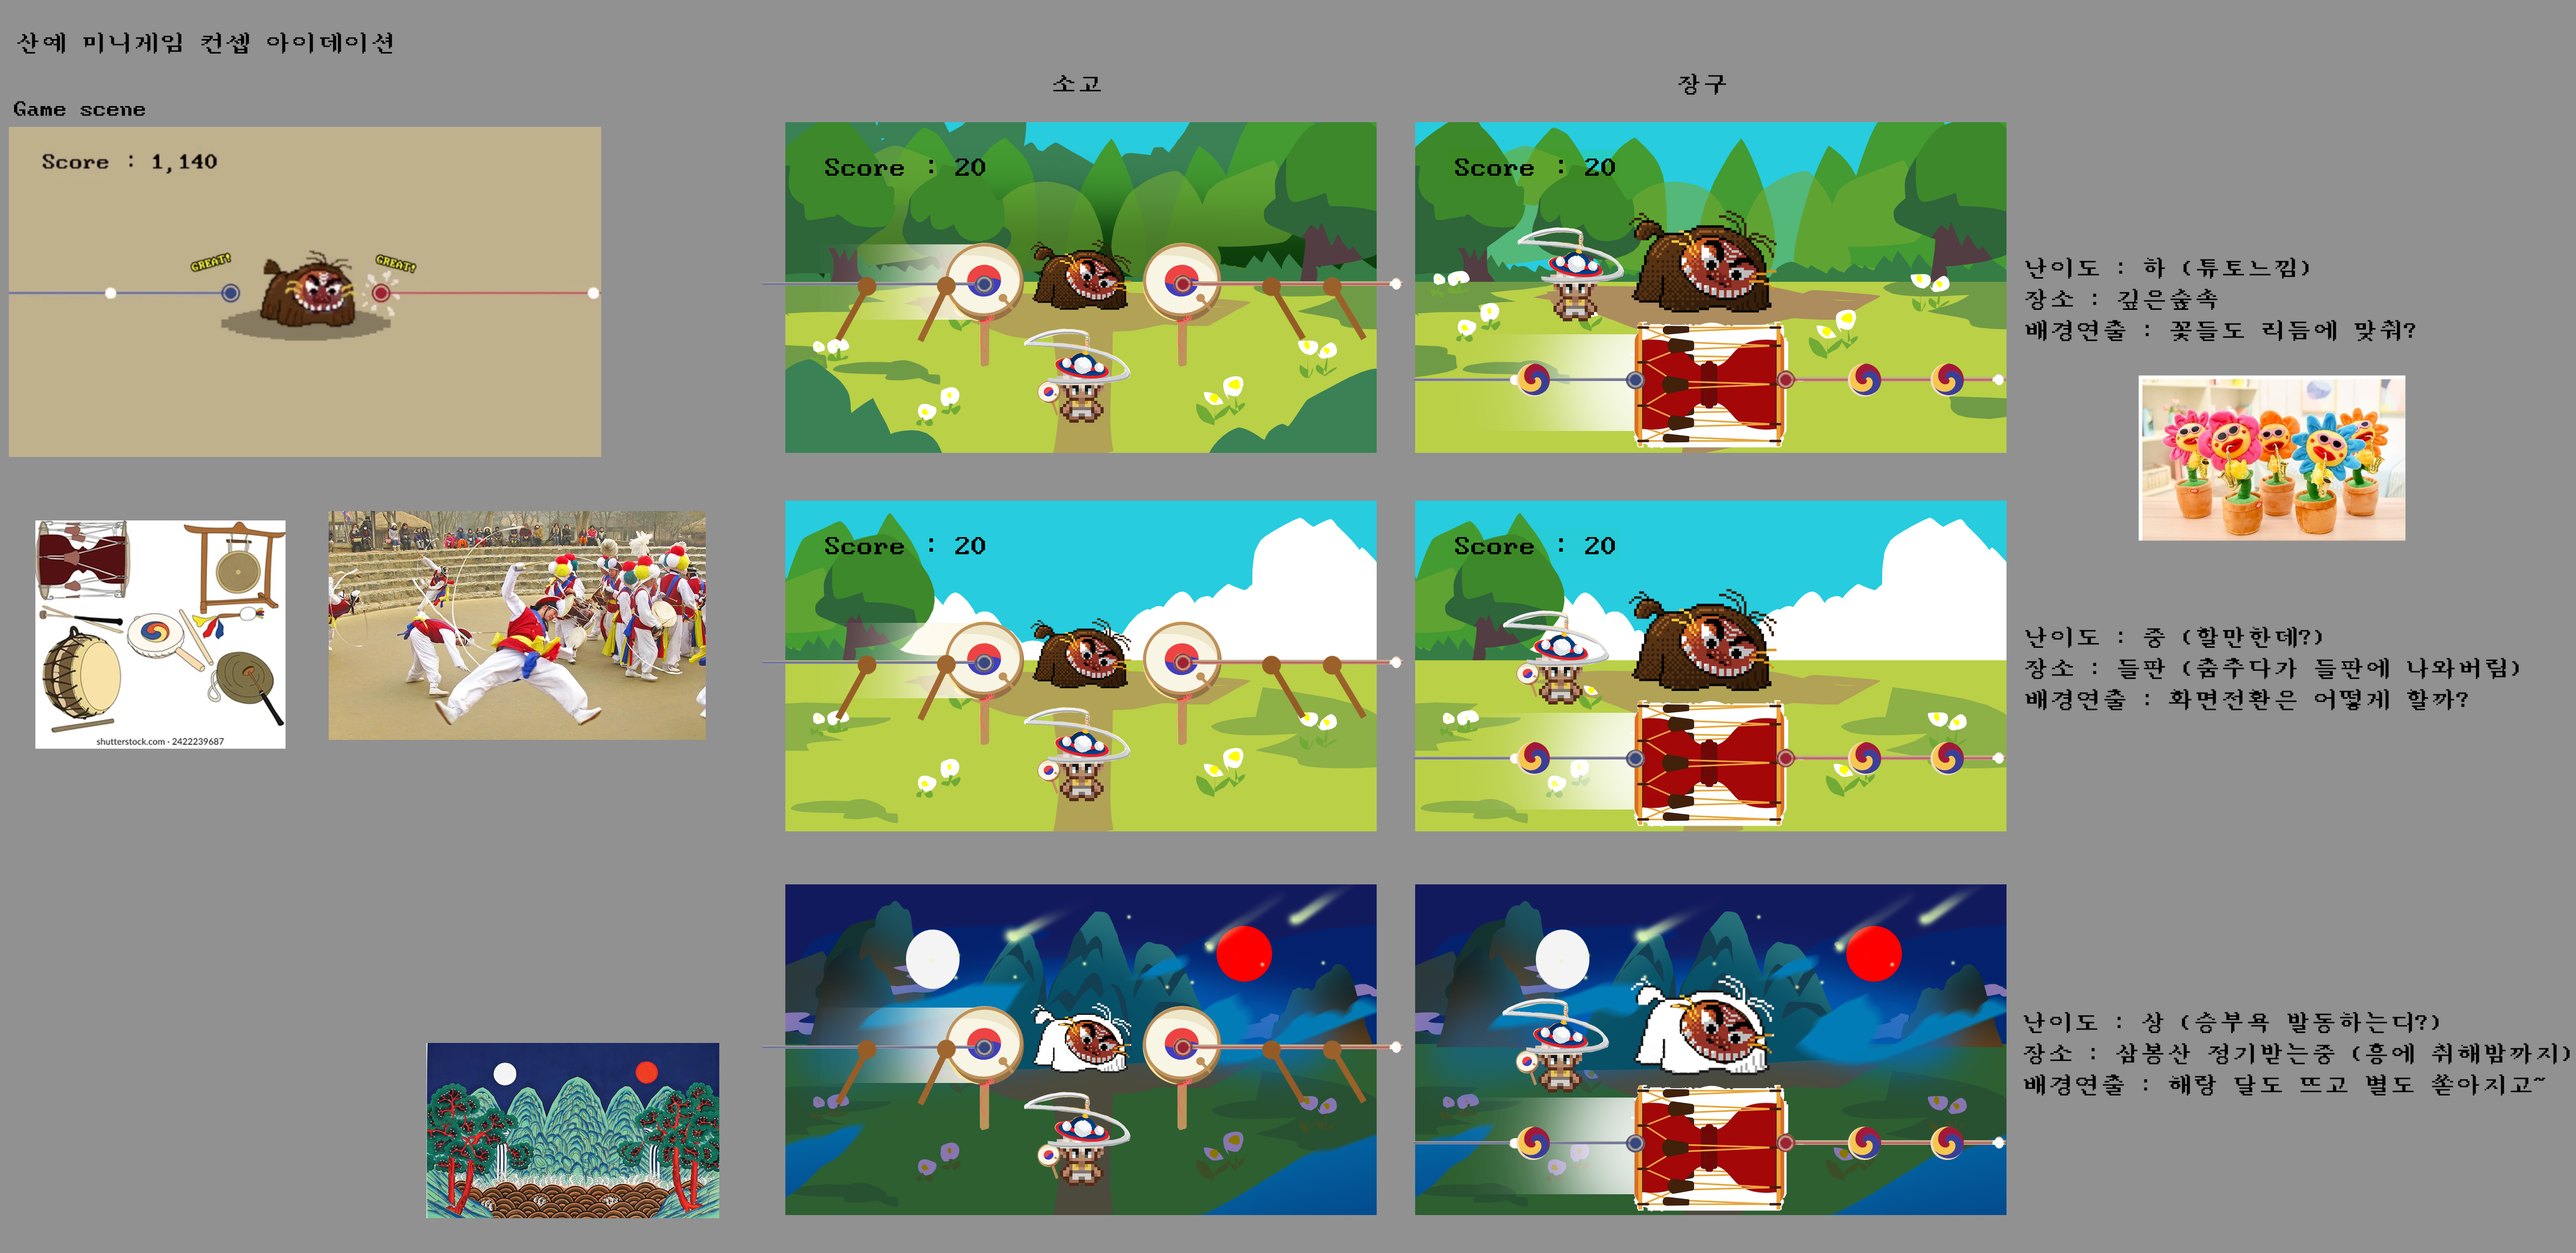 산예 미니게임 컨셉 아이데이션
소고
장구
Game scene
Score : 1,140
GREAT!
GREAT!
Score : 20
Score : 20
난이도 : 하 (튜토느낌)
장소 : 깊은숲속
배경연출 : 꽃들도 리듬에 맞춰?
shutterstock.com · 2422239687
Score : 20
Score : 20
난이도 : 중 (할만한데?)
장소 : 들판 (춤추다가 들판에 나와버림)
배경연출 : 화면전환은 어떻게 할까?
난이도 : 상 (승부욕 발동하는디?)
장소 : 삼봉산 정기받는중 (흥에 취해밤까지)
배경연출 : 해랑 달도 뜨고 별도 쏟아지고~